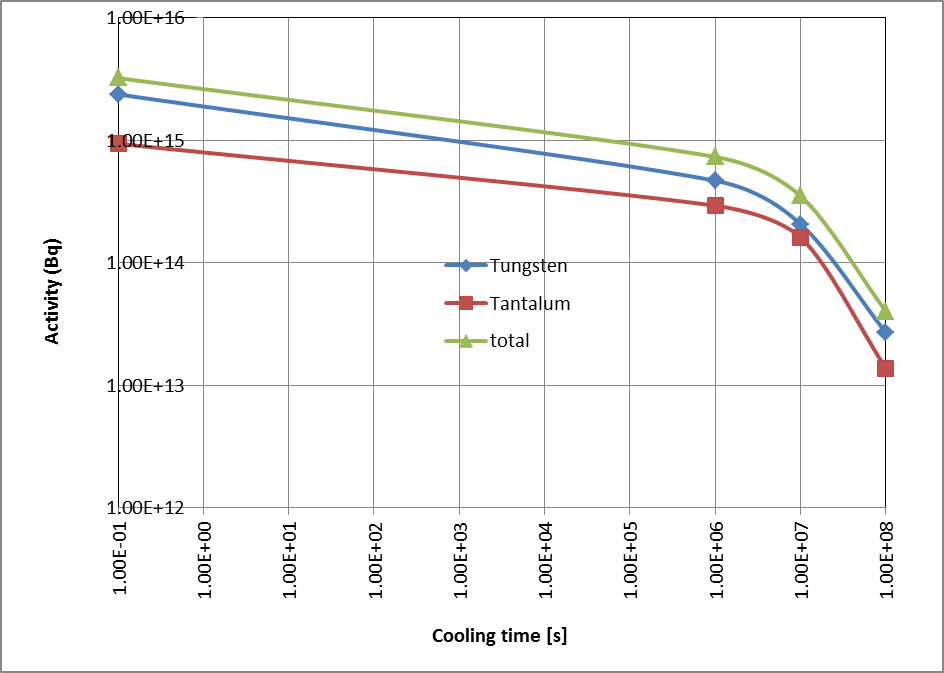 1.00E+16
1.00E+15
1.00E+14
1.00E+13
1.00E+12
Activity (Bq)
Tungsten
Tantalum
total
1.00E-01
1.00E+00
1.00E+01
1.00E+02
1.00E+03
1.00E+04
1.00E+05
1.00E+06
1.00E+07
1.00E+08
Cooling time [s]